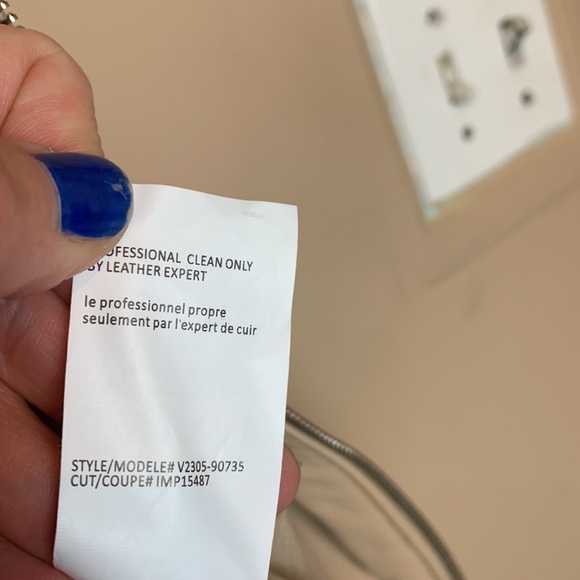 PROFESSIONAL CLEAN ONLY
BY LEATHER EXPERT
le professionnel propre
seulement par l'expert de cuir
STYLE/MODELE# V2305-90735
CUT/COUPE# IMP15487